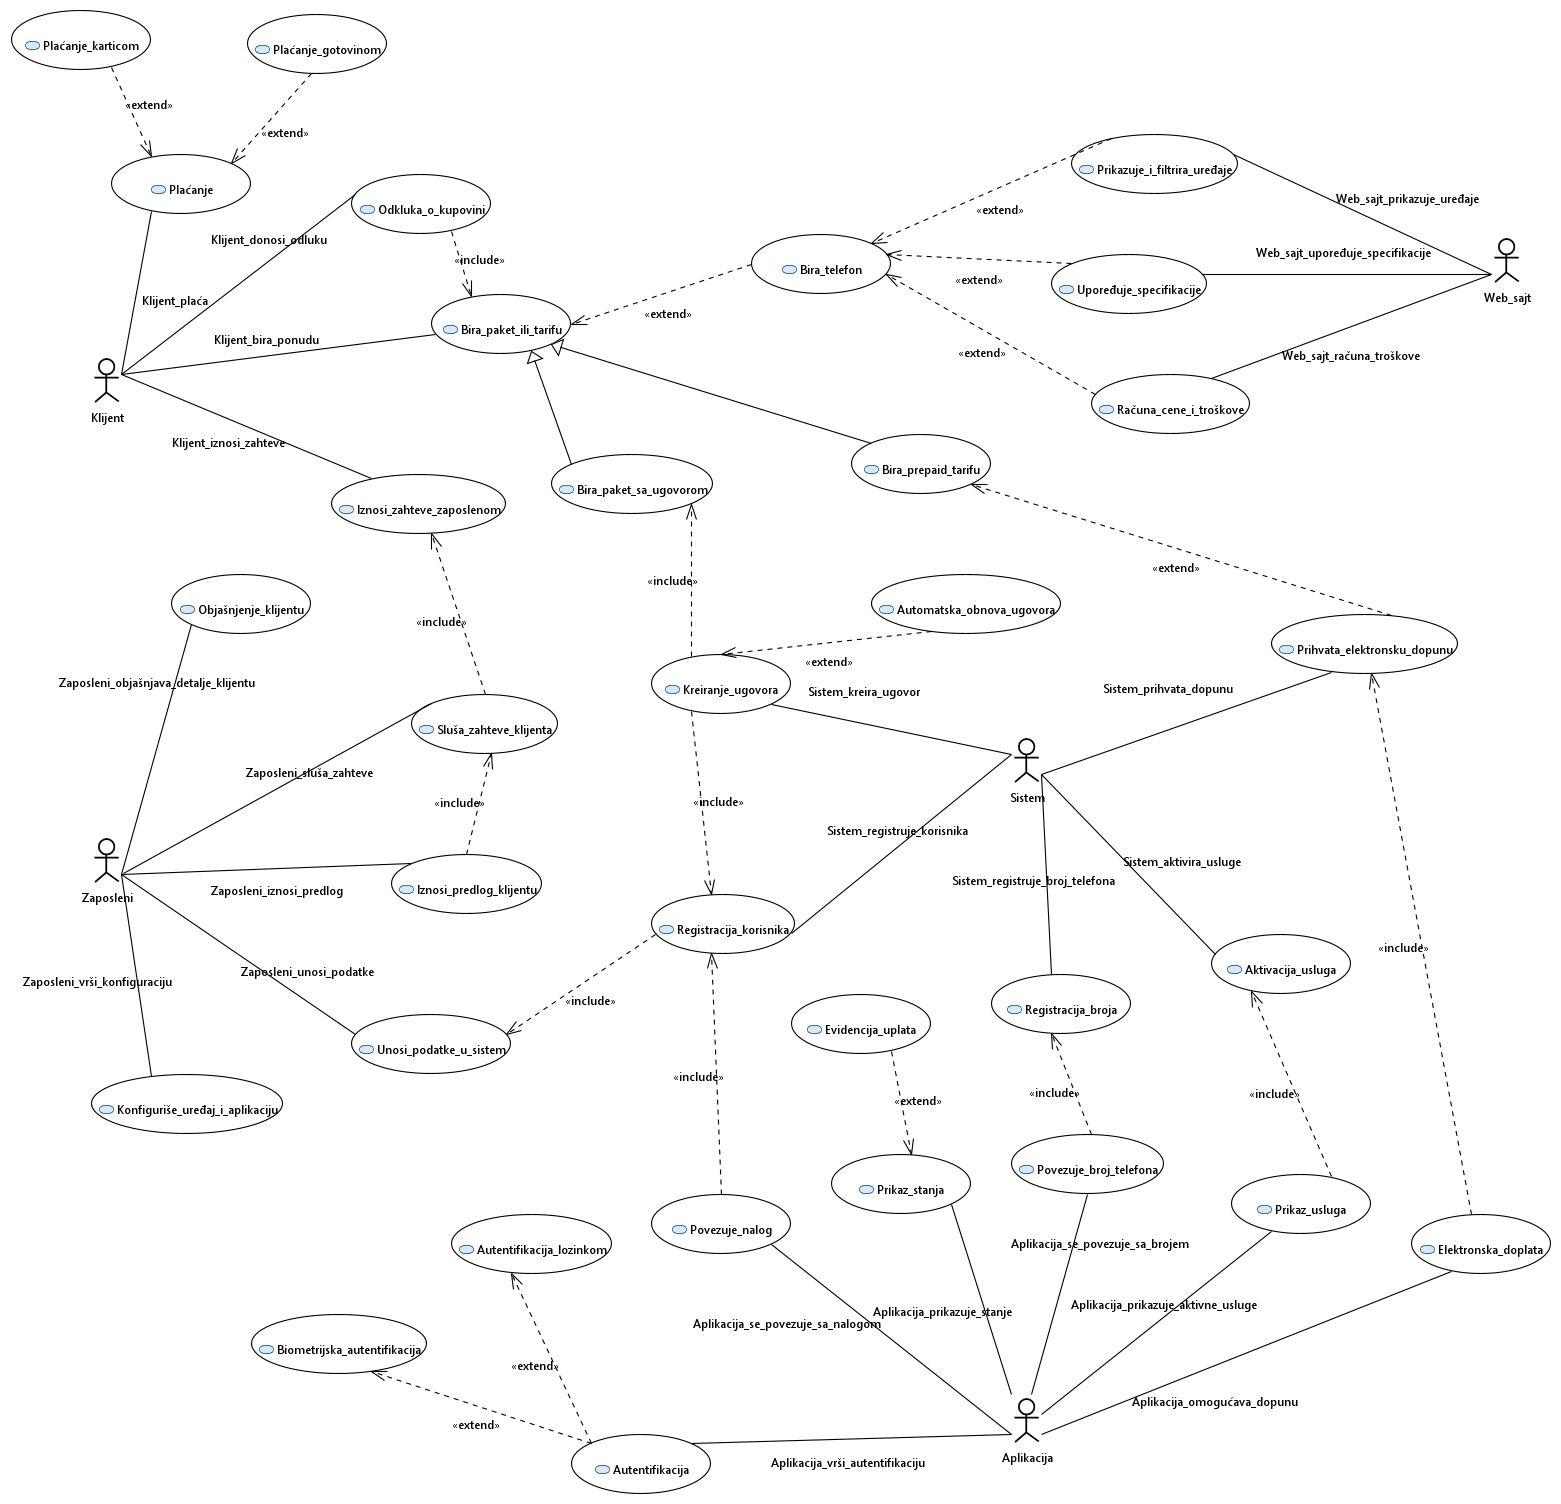 Plaćanje_karticom
Plaćanje_gotovinom
«extend»
«extend»
Plaćanje
Prikazuje_i_filtrira_uređaje
Odkluka_o_kupovini
Web_sajt_prikazuje_uređaje
«extend»
Klijent_donosi_odluku
«include»
Web_sajt_upoređuje_specifikacije
Bira_telefon
«extend»
Upoređuje_specifikacije
Web_sajt
Klijent_plaća
«extend»
Bira_paket_ili_tarifu
Klijent_bira_ponudu
«extend»
Web_sajt_računa_troškove
Klijent
Računa_cene_i_troškove
Klijent_iznosi_zahteve
Bira_prepaid_tarifu
Bira_paket_sa_ugovorom
Iznosi_zahteve_zaposlenom
«extend»
«include»
Objašnjenje_klijentu
Automatska_obnova_ugovora
«include»
Prihvata_elektronsku_dopunu
«extend»
Zaposleni_objašnjava_detalje_klijentu
Kreiranje_ugovora
Sistem_kreira_ugovor
Sistem_prihvata_dopunu
Sluša_zahteve_klijenta
Zaposleni_sluša_zahteve
Sistem
«include»
«include»
Sistem_registruje_korisnika
Sistem_aktivira_usluge
Sistem_registruje_broj_telefona
Zaposleni_iznosi_predlog
Iznosi_predlog_klijentu
Zaposleni
Registracija_korisnika
«include»
Zaposleni_unosi_podatke
Aktivacija_usluga
Zaposleni_vrši_konfiguraciju
«include»
Registracija_broja
Evidencija_uplata
Unosi_podatke_u_sistem
«include»
«include»
«include»
«extend»
Konfiguriše_uređaj_i_aplikaciju
Povezuje_broj_telefona
Prikaz_stanja
Prikaz_usluga
Povezuje_nalog
Aplikacija_se_povezuje_sa_brojem
Autentifikacija_lozinkom
Elektronska_doplata
Aplikacija_prikazuje_aktivne_usluge
Aplikacija_prikazuje_stanje
Aplikacija_se_povezuje_sa_nalogom
Biometrijska_autentifikacija
«extend»
Aplikacija_omogućava_dopunu
«extend»
Aplikacija
Aplikacija_vrši_autentifikaciju
Autentifikacija